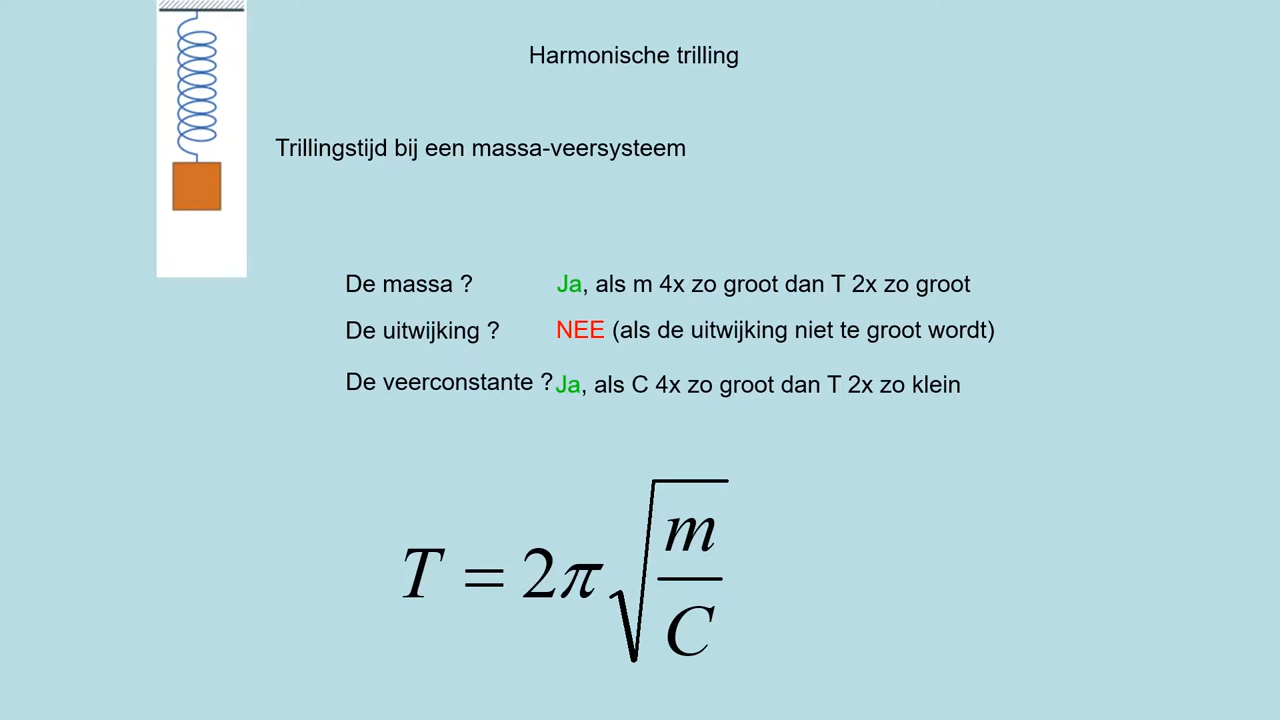 Harmonische trilling
Trillingstijd bij een massa-veersysteem
De massa ? Ja, als m 4x zo groot dan T 2x zo groot
De uitwijking ? NEE (als de uitwijking niet te groot wordt)
De veerconstante ? Ja, als C 4x zo groot dan T 2x zo klein
T = 2π√(m/C)